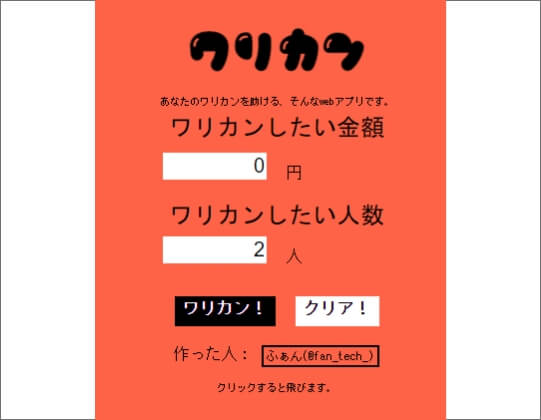 ワリカン
あなたのワリカンを助ける、そんなwebアプリです。
ワリカンしたい金額
0 円
ワリカンしたい人数
2 人
ワリカン！ クリア！
作った人： ふぁん(@fan_tech_)
クリックすると飛びます。